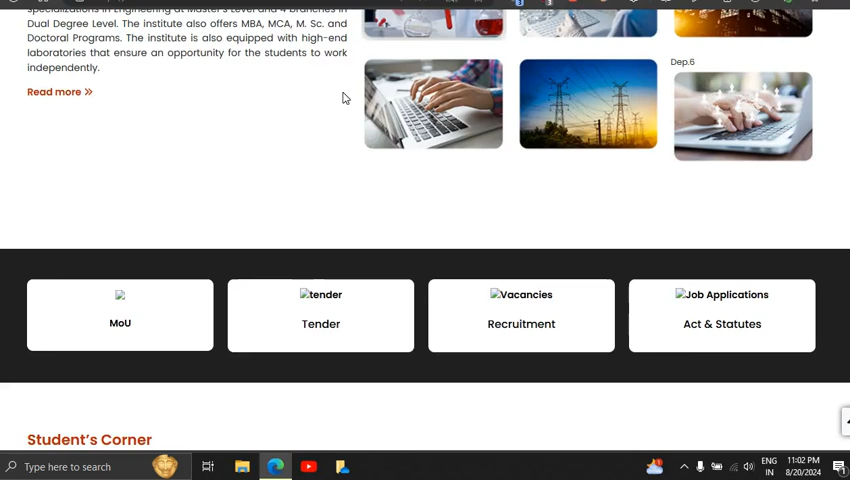 specializations in Engineering at Master's Level and 4 Branches in
Dual Degree Level. The institute also offers MBA, MCA, M. Sc. and
Doctoral Programs. The institute is also equipped with high-end
laboratories that ensure an opportunity for the students to work
independently.
Read more
Dep.6
MoU
tender
Tender
Vacancies
Recruitment
Job Applications
Act & Statutes
Student's Corner
Type here to search
ENG
IN
11:02 PM
8/20/2024